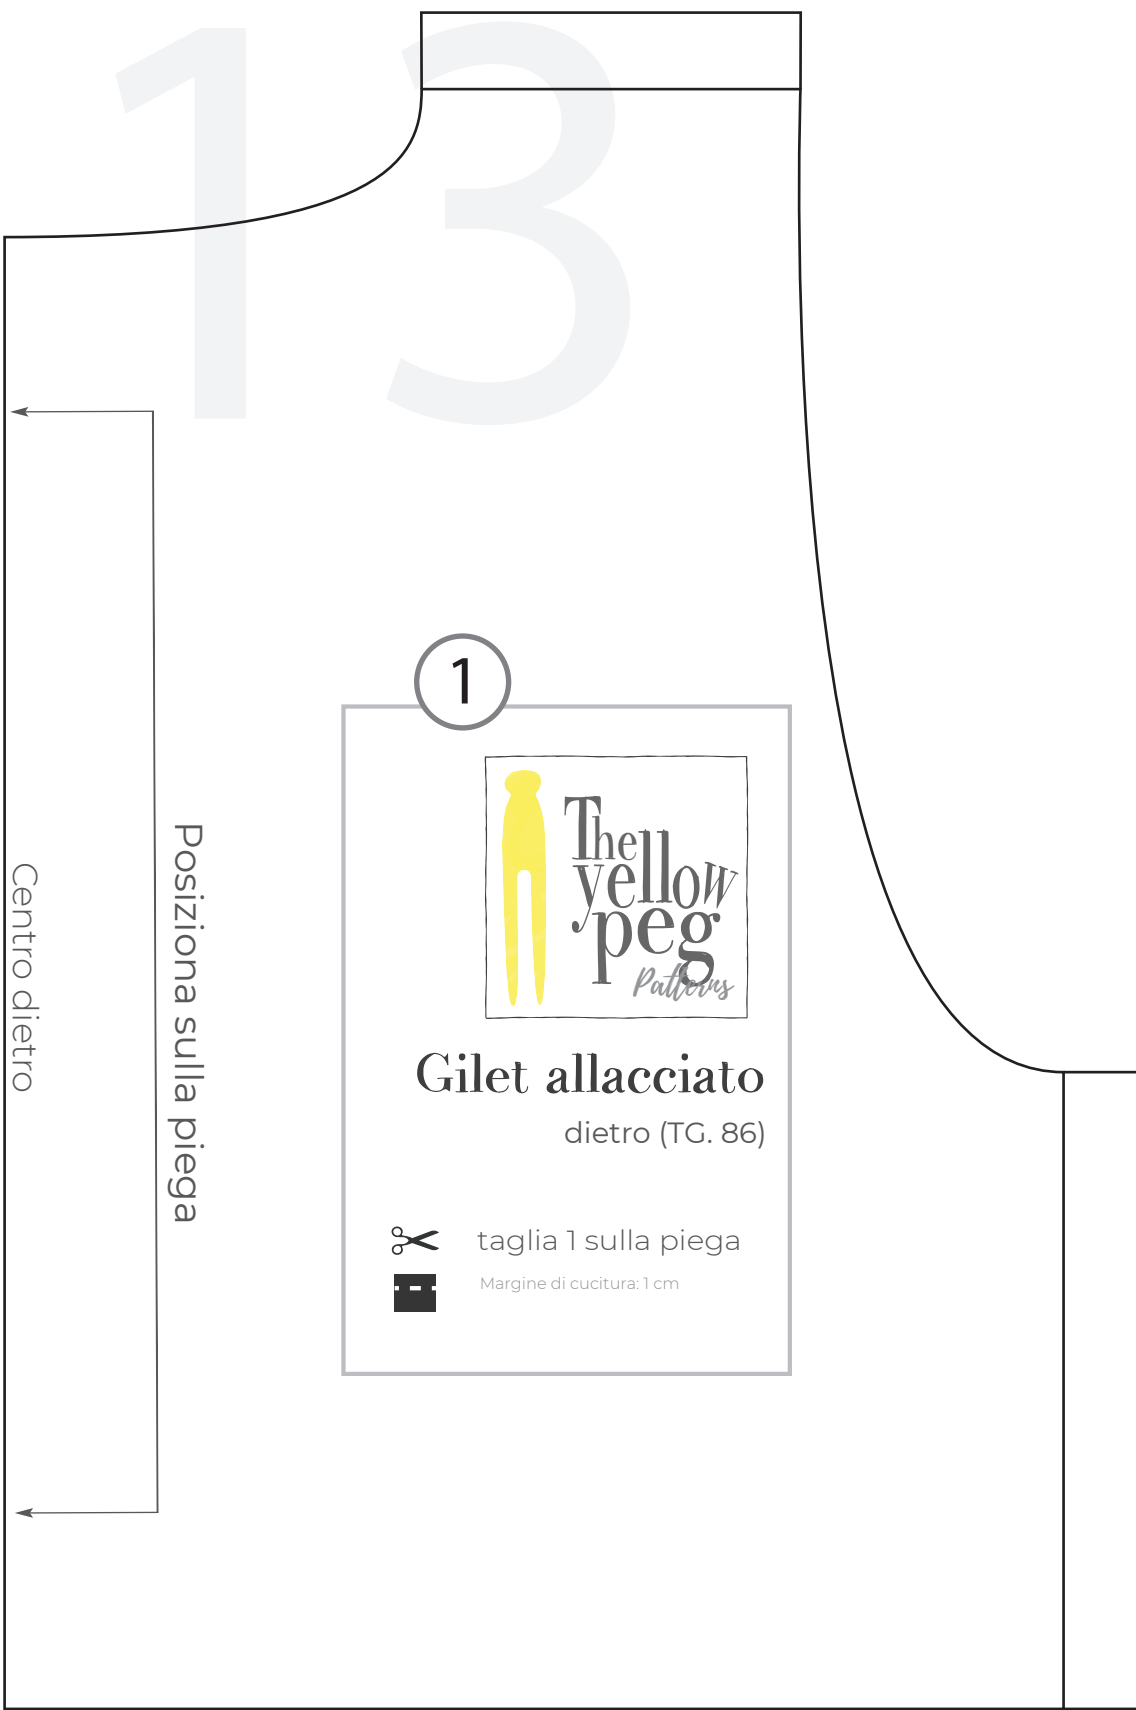 13
1
The
yellow
peg
Patterns
Gilet allacciato
dietro (TG. 86)
taglia 1 sulla piega
Margine di cucitura: 1 cm
Posiziona sulla piega
Centro dietro